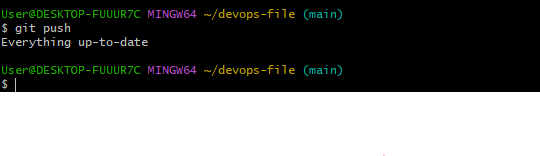 User@DESKTOP-FUUUR7C MINGW64 ~/devops-file (main)
$ git push
Everything up-to-date
User@DESKTOP-FUUUR7C MINGW64 ~/devops-file (main)
$